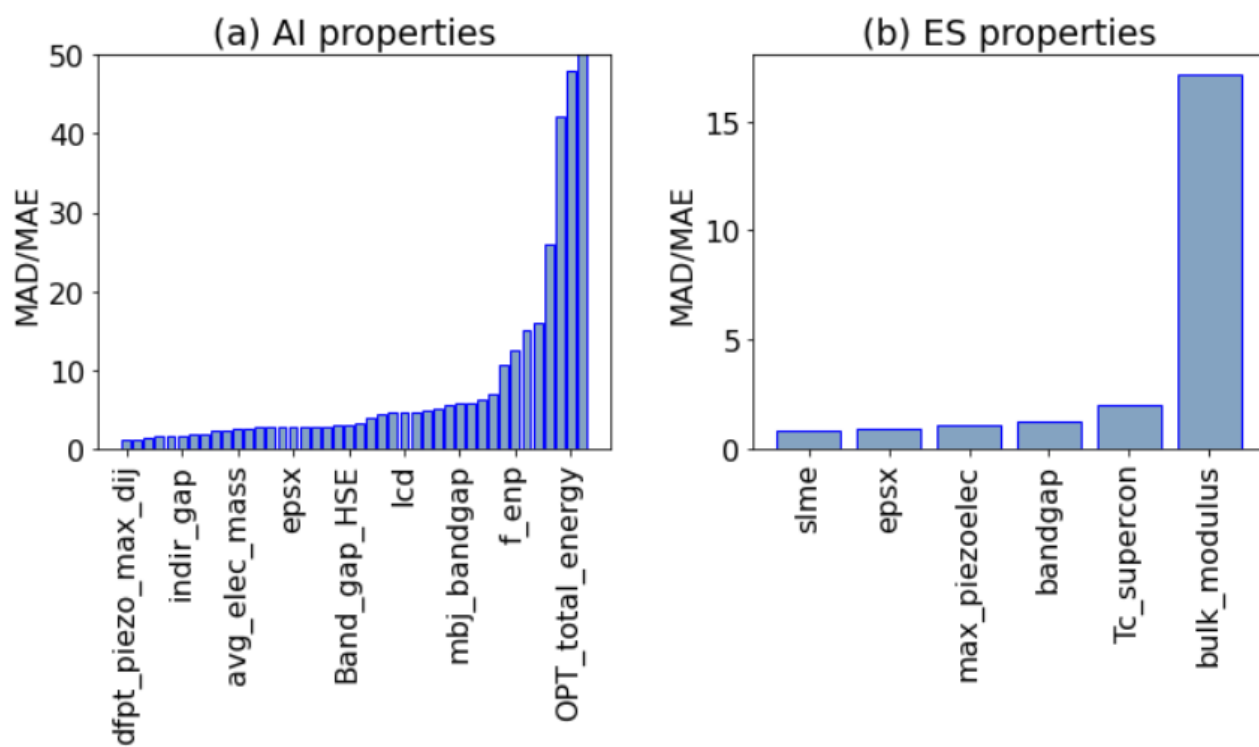 (a) AI properties
MAD/MAE
50
40
30
20
10
0
dfpt_piezo_max_dij
indir_gap
avg_elec_mass
epsx
Band_gap_HSE
lcd
mbj_bandgap
f_enp
OPT_total_energy
(b) ES properties
MAD/MAE
15
10
5
0
slme
epsx
max_piezoelec
bandgap
Tc_supercon
bulk_modulus